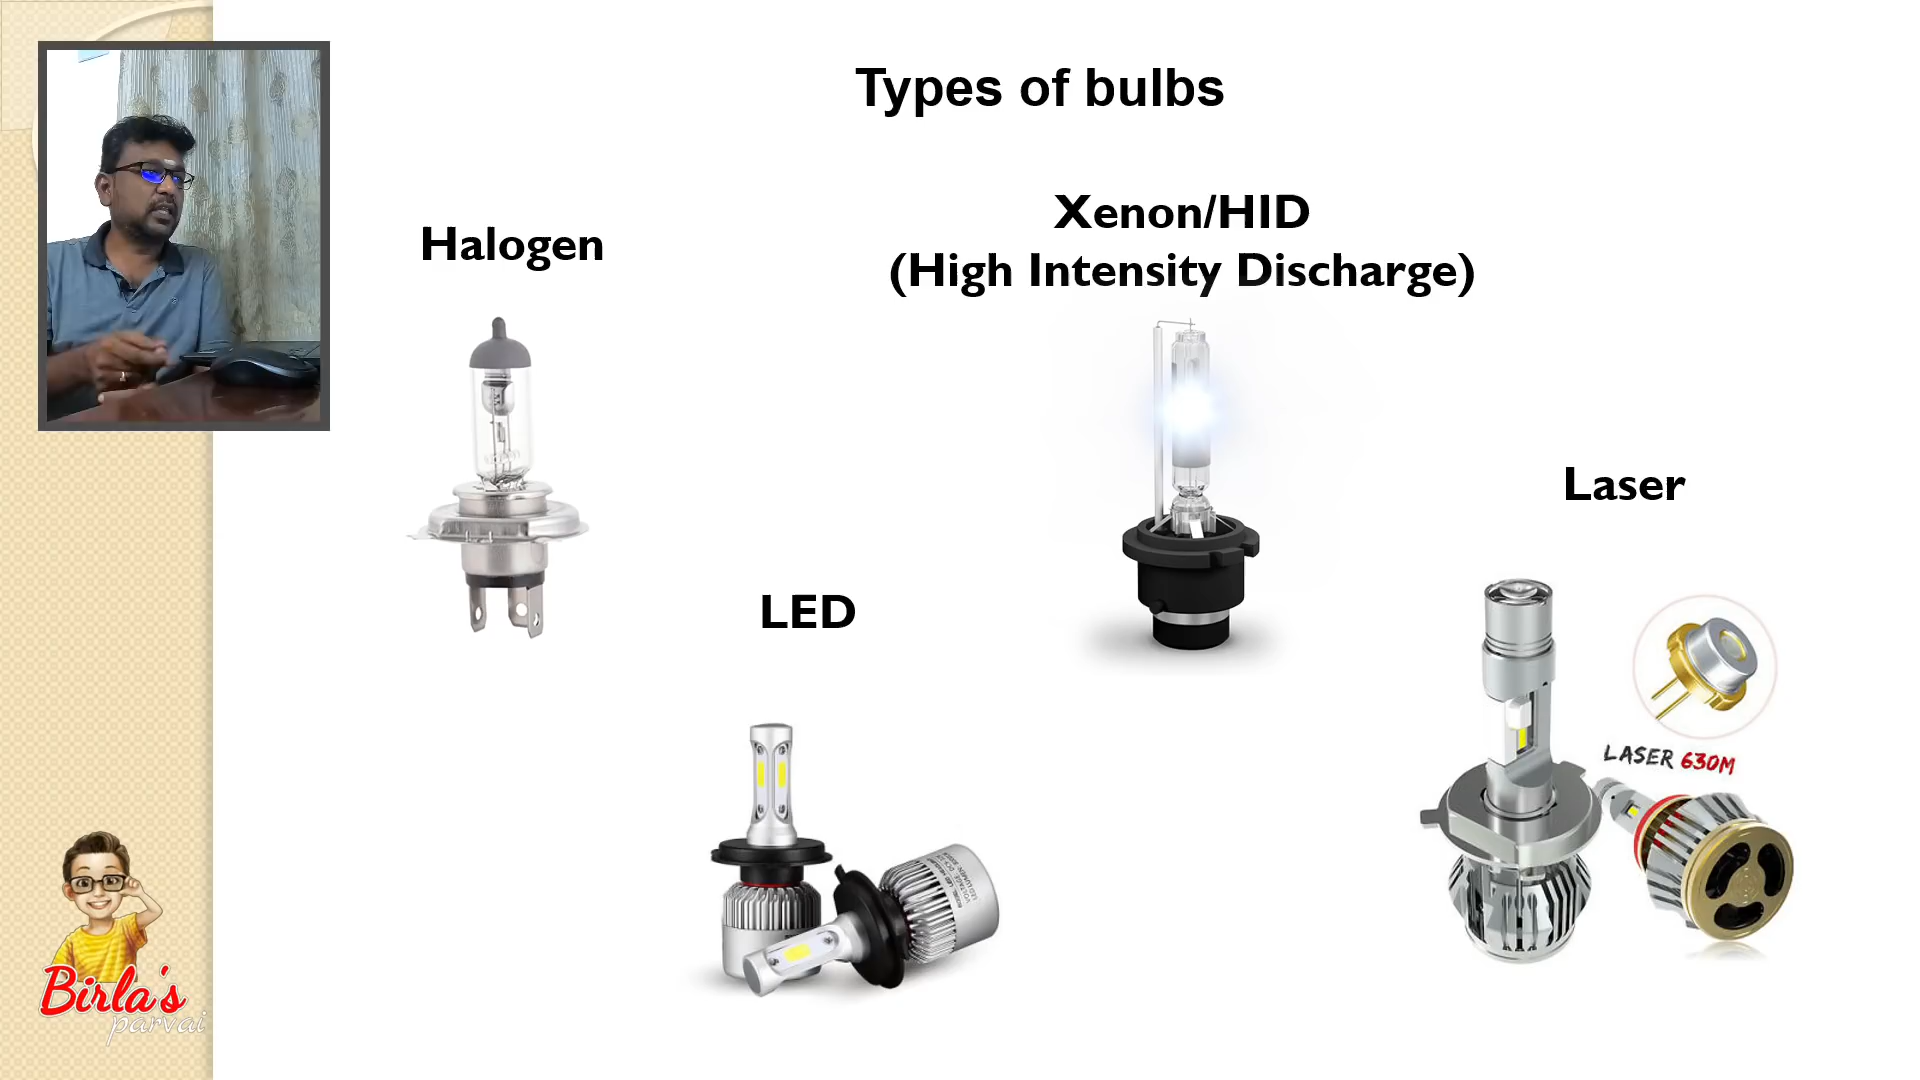 Types of bulbs
Halogen
Xenon/HID
(High Intensity Discharge)
Laser
LED
LASER 630M
Birla's
parvai